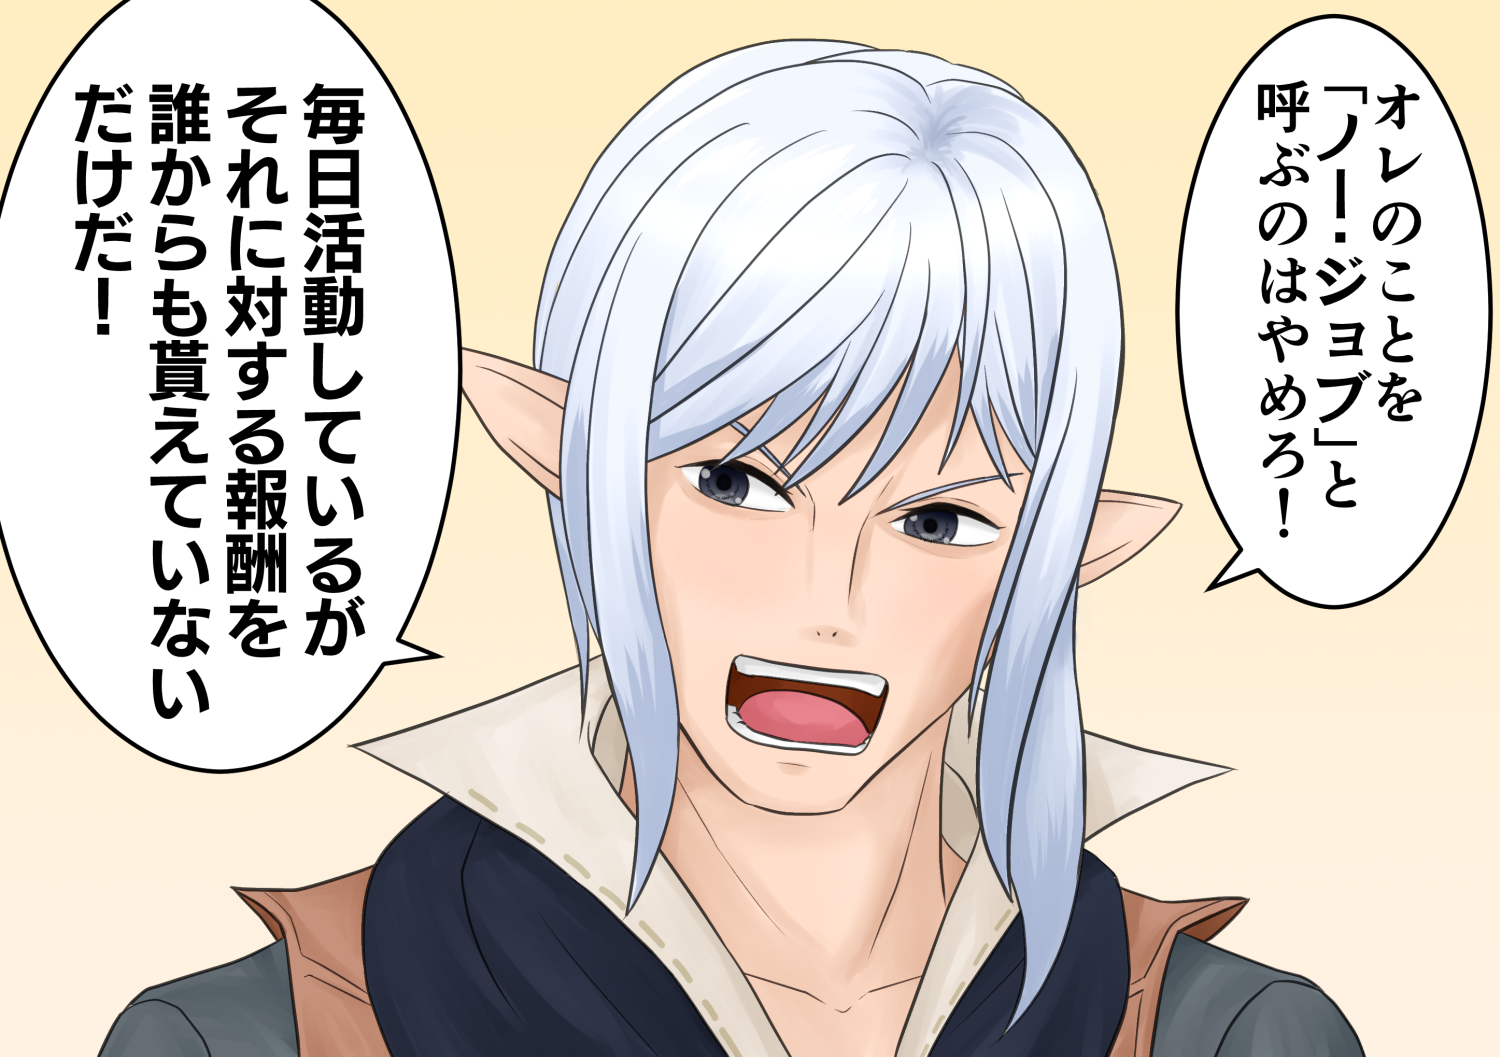 オレのことを
「ノー・ジョブ」と
呼ぶのはやめろ！
毎日活動しているが
それに対する報酬を
誰からも貰えていない
だけだ！